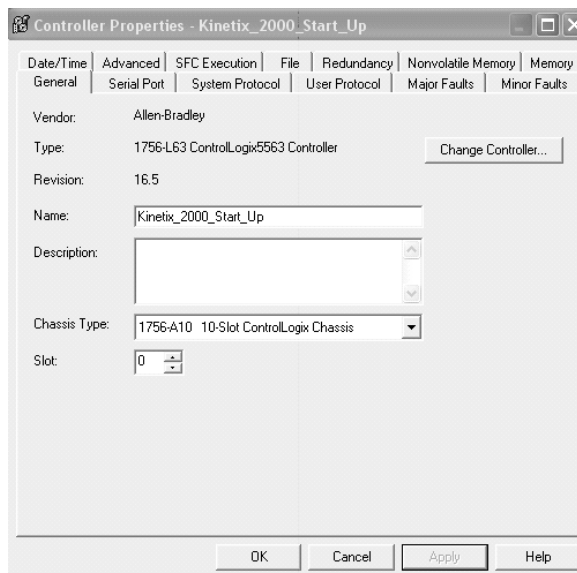 Controller Properties - Kinetix_2000_Start_Up
Date/Time Advanced SFC Execution File Redundancy Nonvolatile Memory Memory
General Serial Port System Protocol User Protocol Major Faults Minor Faults
Vendor: Allen-Bradley
Type: 1756-L63 ControlLogix5563 Controller Change Controller...
Revision: 16.5
Name: Kinetix_2000_Start_Up
Description:
Chassis Type: 1756-A10 10-Slot ControlLogix Chassis
Slot: 0
OK Cancel Apply Help